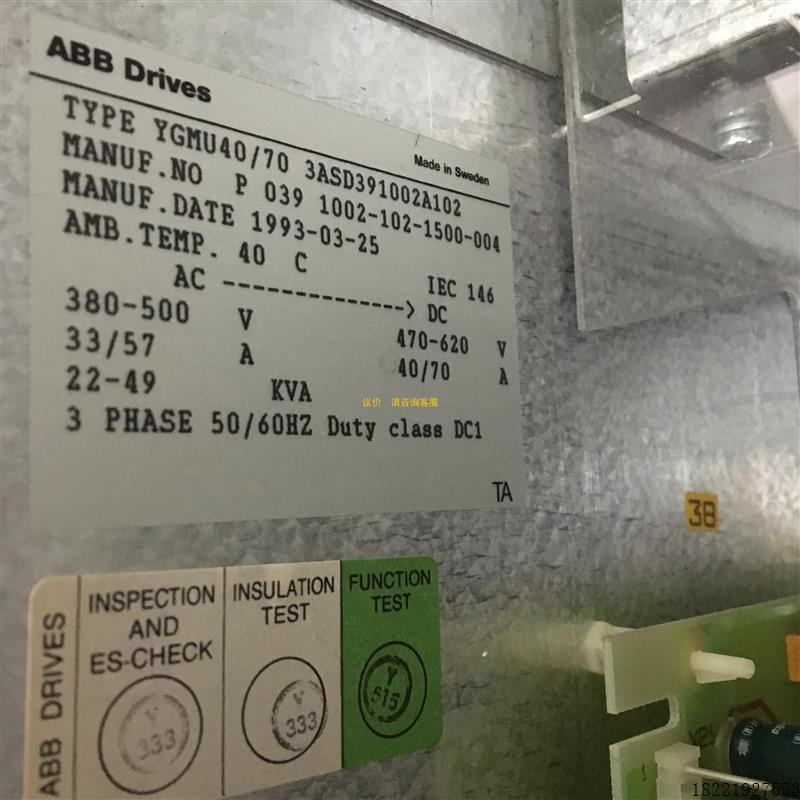 ABB Drives
Made in Sweden
TYPE YGMU40/70 3ASD391002A102
MANUF.NO P 039 1002-102-1500-004
MANUF.DATE 1993-03-25
AMB.TEMP. 40 C
IEC 146
AC --------------> DC
380-500 V 470-620 V
33/57 A 40/70 A
22-49 KVA
议价 请咨询客服
3 PHASE 50/60HZ Duty class DC1
TA
38
ABB DRIVES
INSPECTION
AND
ES-CHECK
V
333
INSULATION
TEST
V
333
FUNCTION
TEST
Y
515
1
18221927553